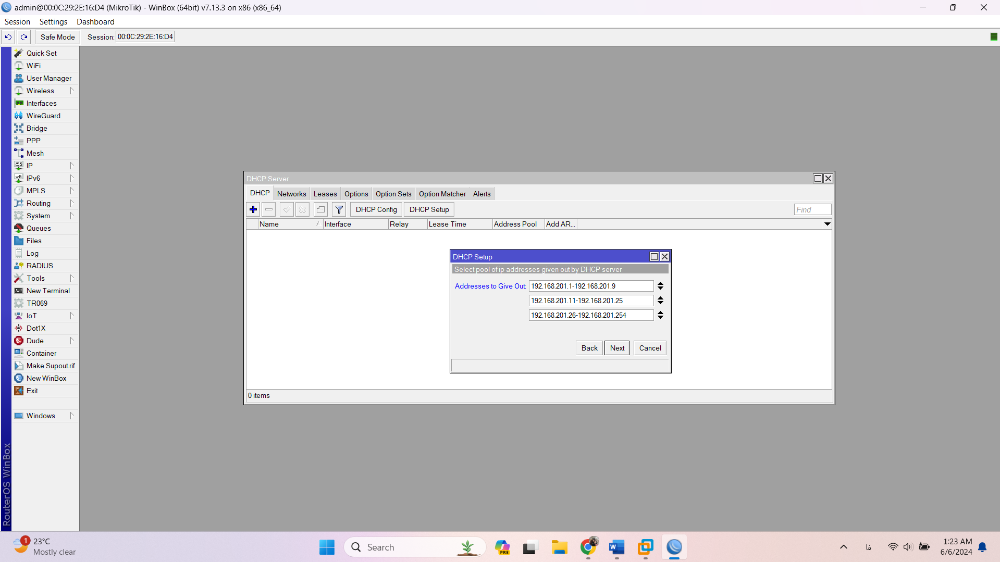 admin@00:0C:29:2E:16:D4 (MikroTik) - WinBox (64bit) v7.13.3 on x86 (x86_64)
Session Settings Dashboard
Safe Mode Session: 00:0C:29:2E:16:D4
Quick Set
WiFi
User Manager
Wireless
Interfaces
WireGuard
Bridge
PPP
Mesh
255 IP
v6 IPv6
MPLS
Routing
System
Queues
Files
Log
RADIUS
Tools
New Terminal
TR069
IoT
Dot1X
Dude
Container
Make Supout.rif
New WinBox
Exit
Windows
RouterOS WinBox
DHCP Server
DHCP Networks Leases Options Option Sets Option Matcher Alerts
DHCP Config DHCP Setup Find
Name Interface Relay Lease Time Address Pool Add AR...
DHCP Setup
Select pool of ip addresses given out by DHCP server
Addresses to Give Out: 192.168.201.1-192.168.201.9
192.168.201.11-192.168.201.25
192.168.201.26-192.168.201.254
Back Next Cancel
0 items
1 23°C
Mostly clear
Search
PRE
W
فا
1:23 AM
6/6/2024